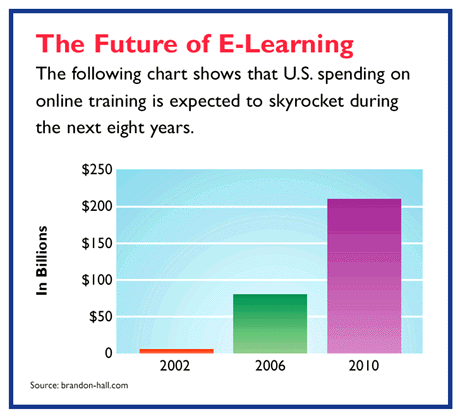 The Future of E-Learning
The following chart shows that U.S. spending on
online training is expected to skyrocket during
the next eight years.
In Billions
$250
$200
$150
$100
$50
0
2002 2006 2010
Source: brandon-hall.com